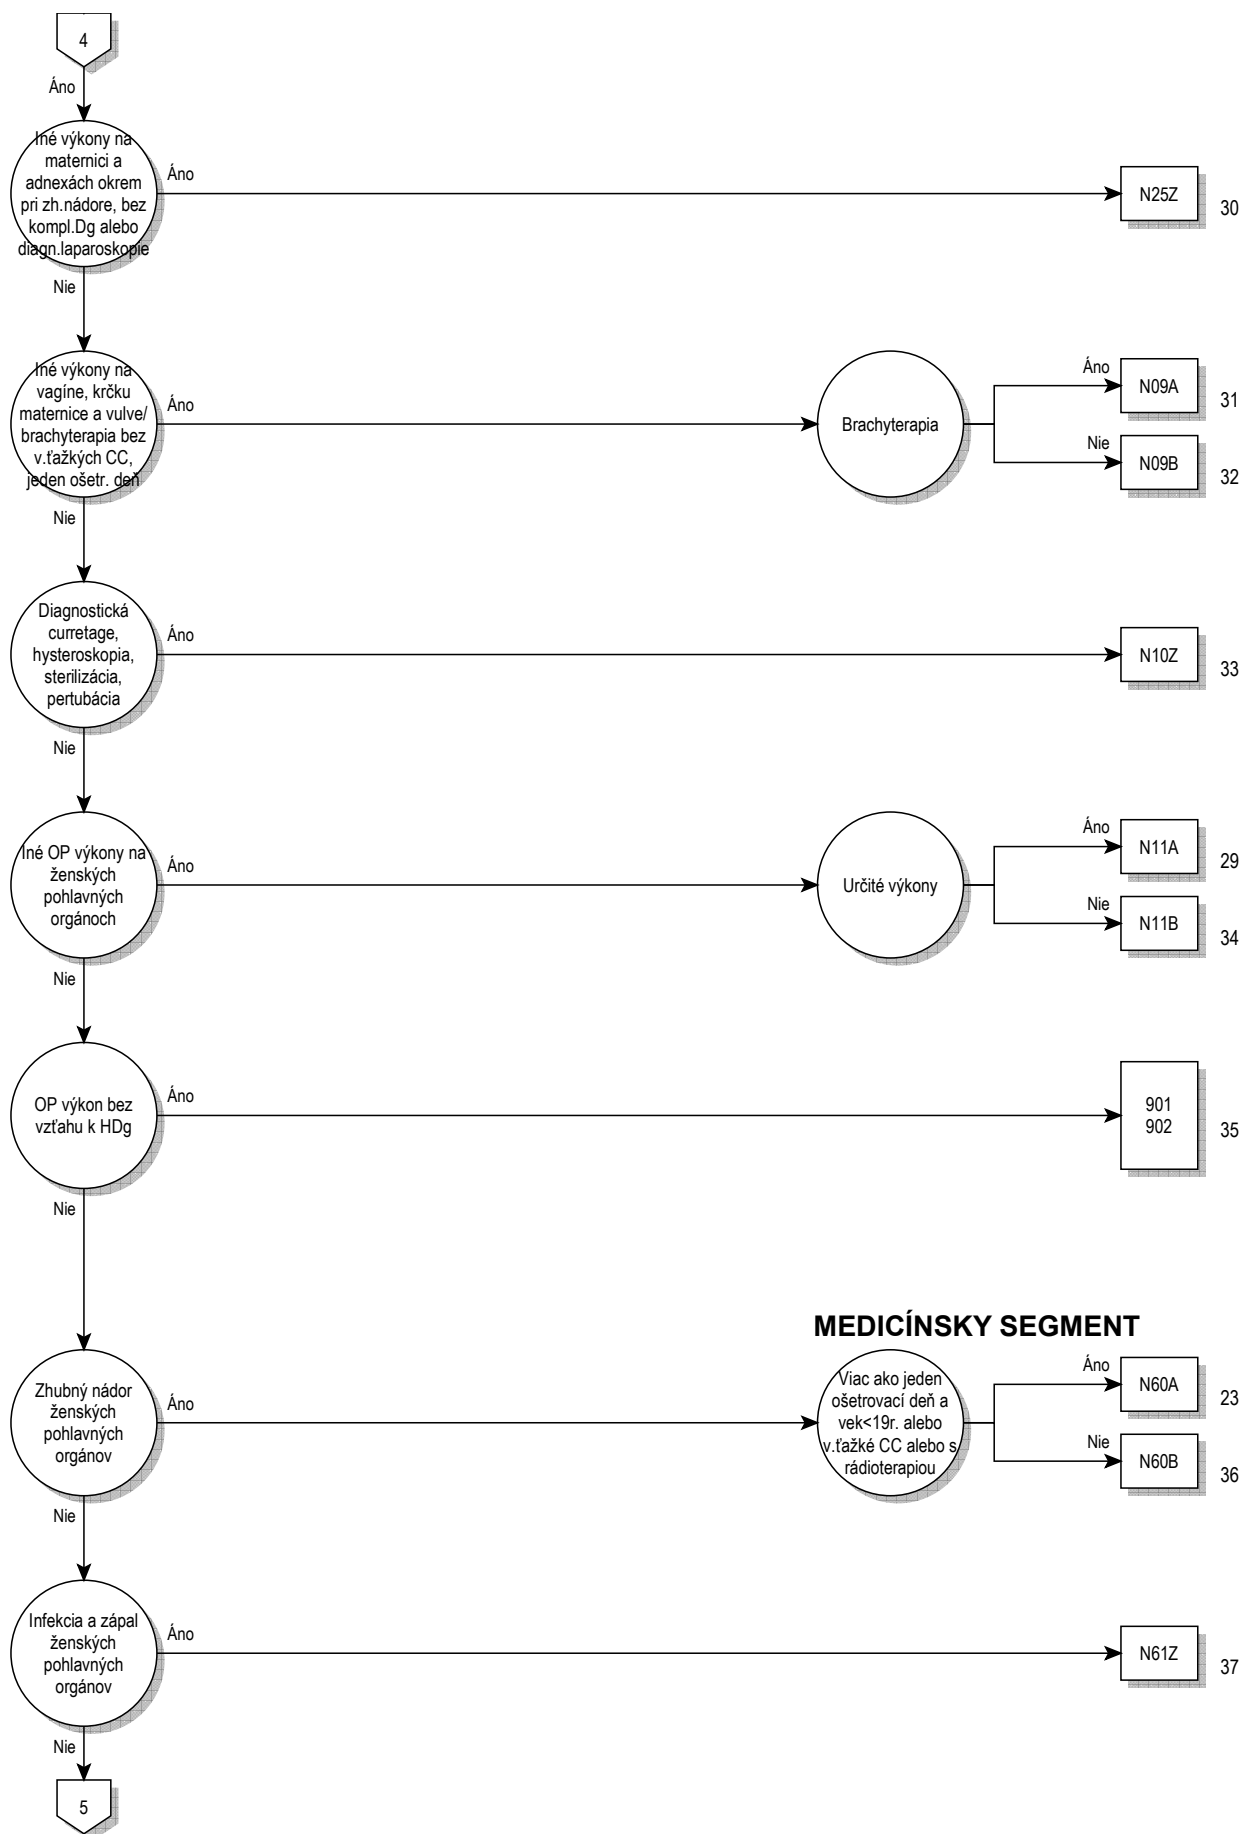 4
Áno
Iné výkony na
maternici a
adnexách okrem
pri zh.nádore, bez
kompl.Dg alebo
diagn.laparoskopie
Áno
N25Z
30
Nie
Iné výkony na
vagíne, krčku
maternice a vulve/
brachyterapia bez
v.ťažkých CC,
jeden ošetr. deň
Áno
Brachyterapia
Áno
N09A
31
Nie
N09B
32
Nie
Diagnostická
curretage,
hysteroskopia,
sterilizácia,
pertubácia
Áno
N10Z
33
Nie
Iné OP výkony na
ženských
pohlavných
orgánoch
Áno
Určité výkony
Áno
N11A
29
Nie
N11B
34
Nie
OP výkon bez
vzťahu k HDg
Áno
901
902
35
Nie
MEDICÍNSKY SEGMENT
Zhubný nádor
ženských
pohlavných
orgánov
Áno
Viac ako jeden
ošetrovací deň a
vek<19r. alebo
v.ťažké CC alebo s
rádioterapiou
Áno
N60A
23
Nie
N60B
36
Nie
Infekcia a zápal
ženských
pohlavných
orgánov
Áno
N61Z
37
Nie
5